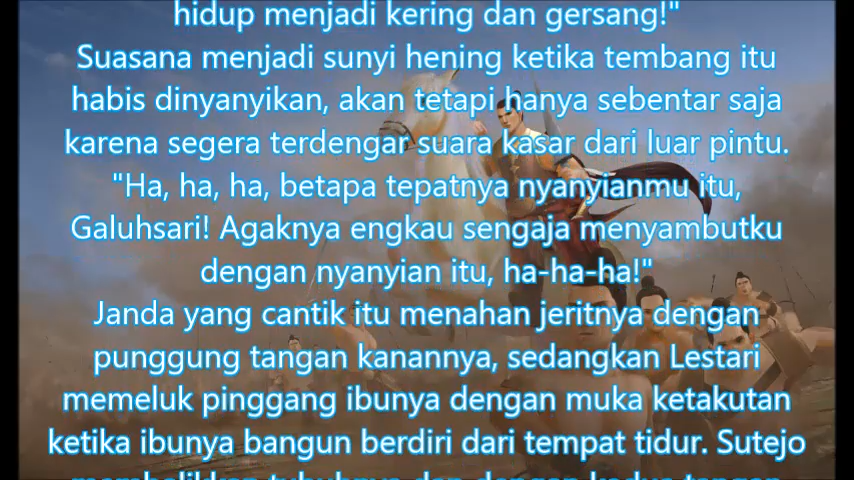 hidup menjadi kering dan gersang!"
Suasana menjadi sunyi hening ketika tembang itu
habis dinyanyikan, akan tetapi hanya sebentar saja
karena segera terdengar suara kasar dari luar pintu.
"Ha, ha, ha, betapa tepatnya nyanyianmu itu,
Galuhsari! Agaknya engkau sengaja menyambutku
dengan nyanyian itu, ha-ha-ha!"
Janda yang cantik itu menahan jeritnya dengan
punggung tangan kanannya, sedangkan Lestari
memeluk pinggang ibunya dengan muka ketakutan
ketika ibunya bangun berdiri dari tempat tidur. Sutejo